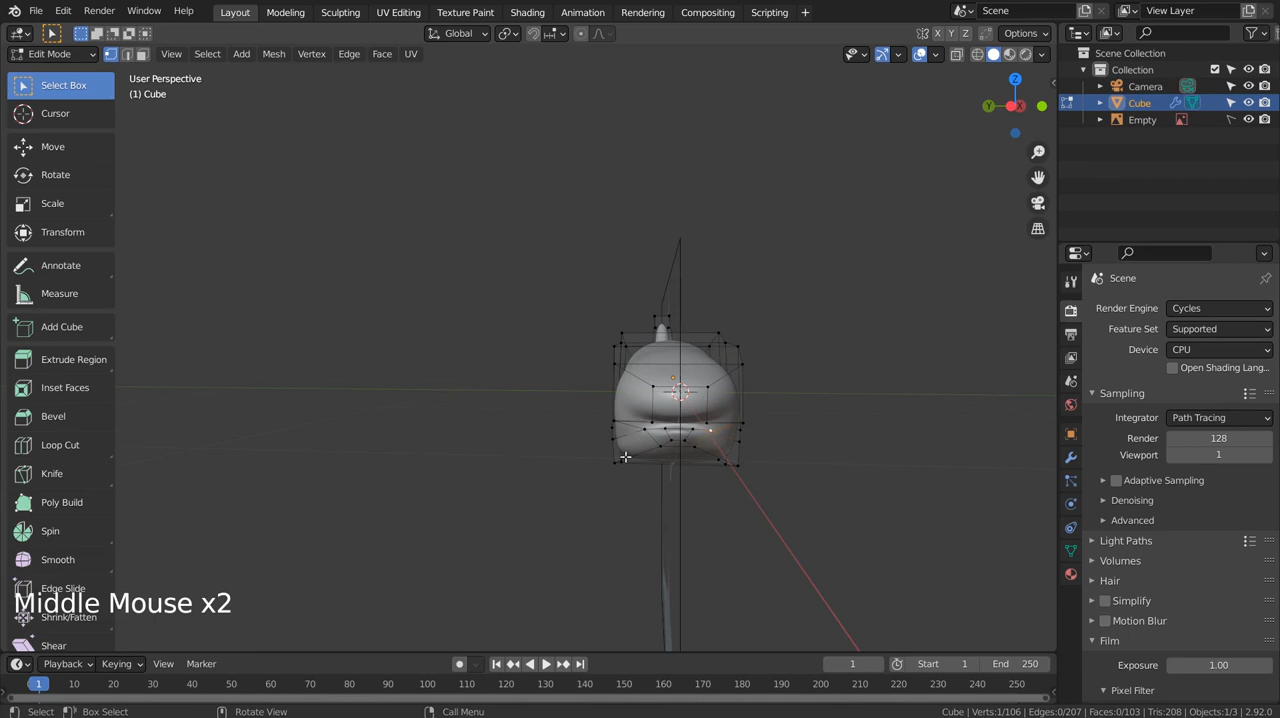 File Edit Render Window Help Layout Modeling Sculpting UV Editing Texture Paint Shading Animation Rendering Compositing Scripting + Scene View Layer
Global Options
Edit Mode View Select Add Mesh Vertex Edge Face UV X Y Z
User Perspective
(1) Cube
Select Box
Cursor
Move
Rotate
Scale
Transform
Annotate
Measure
Add Cube
Extrude Region
Inset Faces
Bevel
Loop Cut
Knife
Poly Build
Spin
Smooth
Edge Slide
Shrink/Fatten
Shear
Middle Mouse x2
Z
Y X
Scene Collection
Collection
Camera
Cube
Empty
Scene
Render Engine Cycles
Feature Set Supported
Device CPU
Open Shading Lang...
Sampling
Integrator Path Tracing
Render 128
Viewport 1
Adaptive Sampling
Denoising
Advanced
Light Paths
Volumes
Hair
Simplify
Motion Blur
Film
Exposure 1.00
Pixel Filter
Playback Keying View Marker 1 Start 1 End 250
1 10 20 30 40 50 60 70 80 90 100 110 120 130 140 150 160 170 180 190 200 210 220 230 240 250
Select Box Select Rotate View Call Menu Cube | Verts:1/106 | Edges:0/207 | Faces:0/103 | Tris:208 | Objects:1/3 | 2.92.0